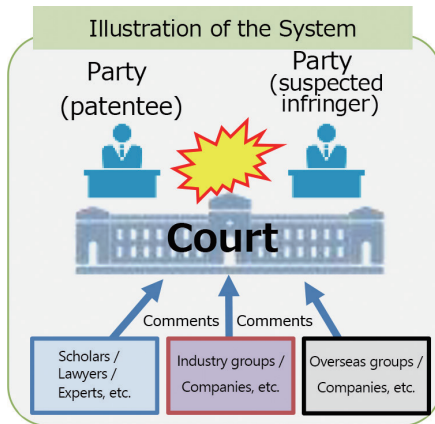 Illustration of the System
Party
(patentee)
Party
(suspected
infringer)
Court
Comments
Comments
Scholars /
Lawyers /
Experts, etc.
Industry groups /
Companies, etc.
Overseas groups /
Companies, etc.